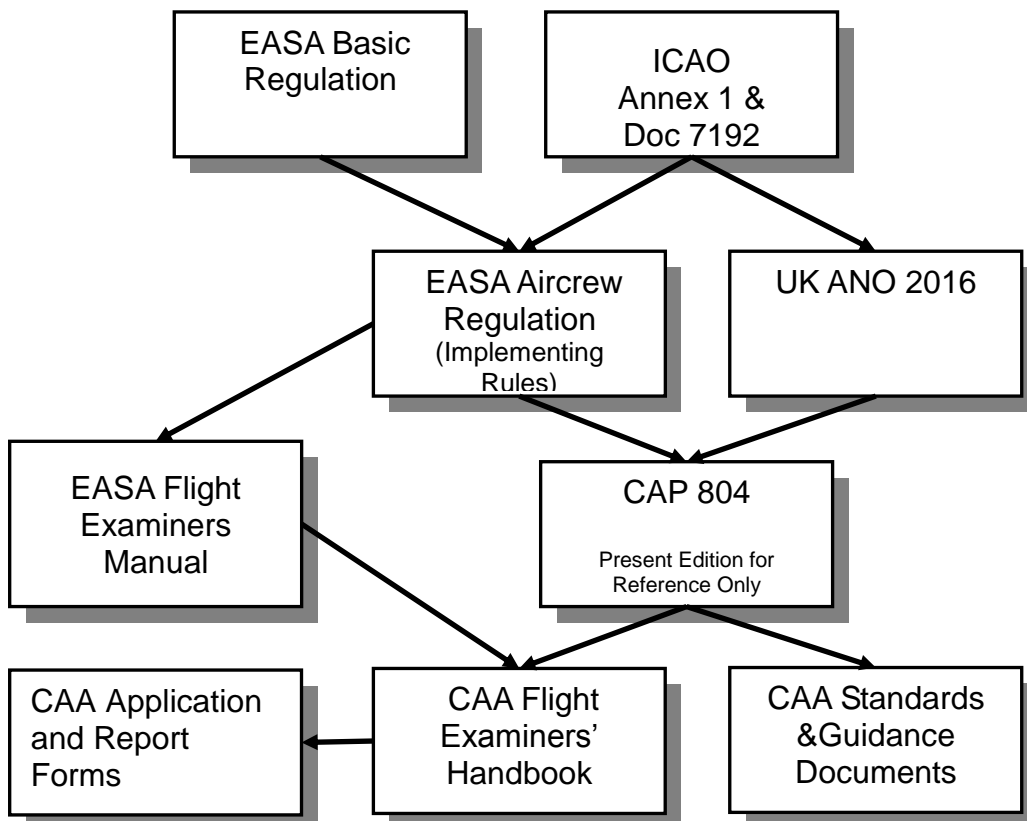 EASA Basic
Regulation
ICAO
Annex 1 &
Doc 7192
EASA Aircrew
Regulation
(Implementing
Rules)
UK ANO 2016
EASA Flight
Examiners
Manual
CAP 804
Present Edition for
Reference Only
CAA Application
and Report
Forms
CAA Flight
Examiners’
Handbook
CAA Standards
&Guidance
Documents